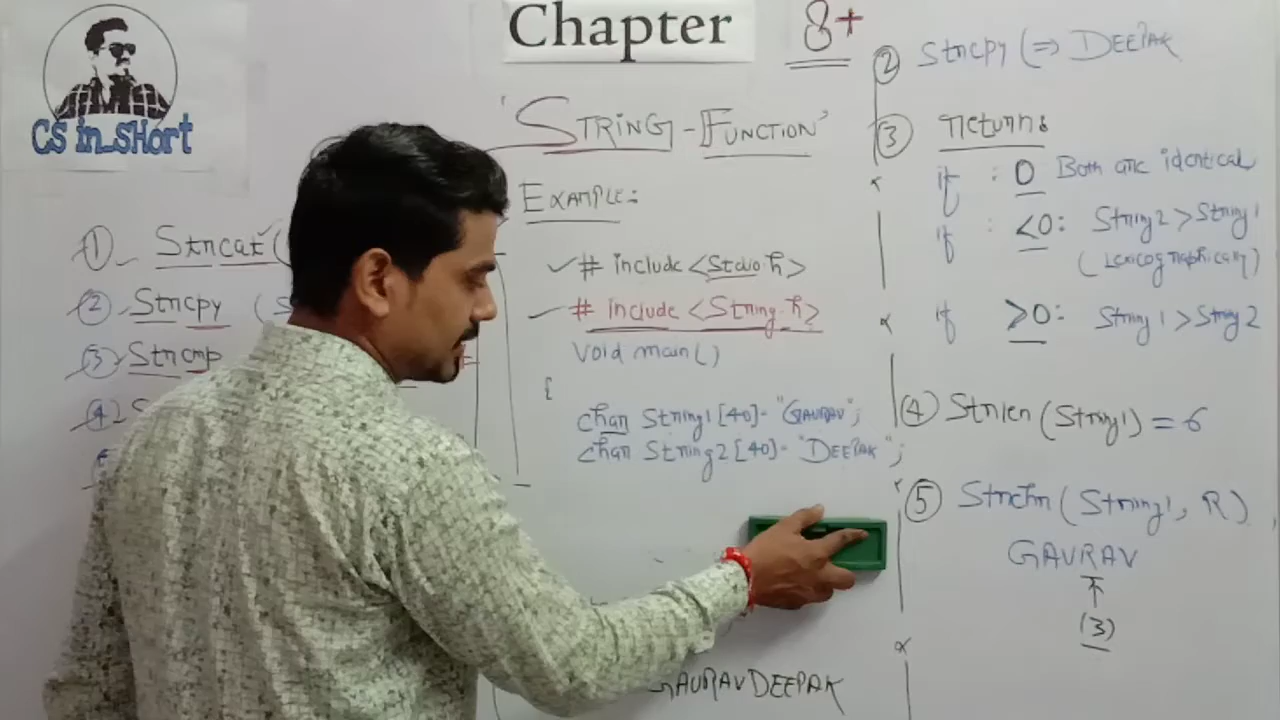 CS in_sHort
Chapter 8+
"STRING-FUNCTION"
① Strcat (
② Strcpy (S
③ Strcmp
④
EXAMPLE:
# include <Stdio.h>
# include <String.h>
Void main()
{
char String1 [40]= "GAURAV";
char String2 [40]= "DEEPAK";
GAURAVDEEPAK
② Strcpy (=> DEEPAK
③ return:
if : 0 Both are identical
if : <0: String2 > String1
(Lexicographically)
if >0: String1 > String2
④ Strlen (String1) = 6
⑤ Strchr (String1, R)
GAURAV
(3)